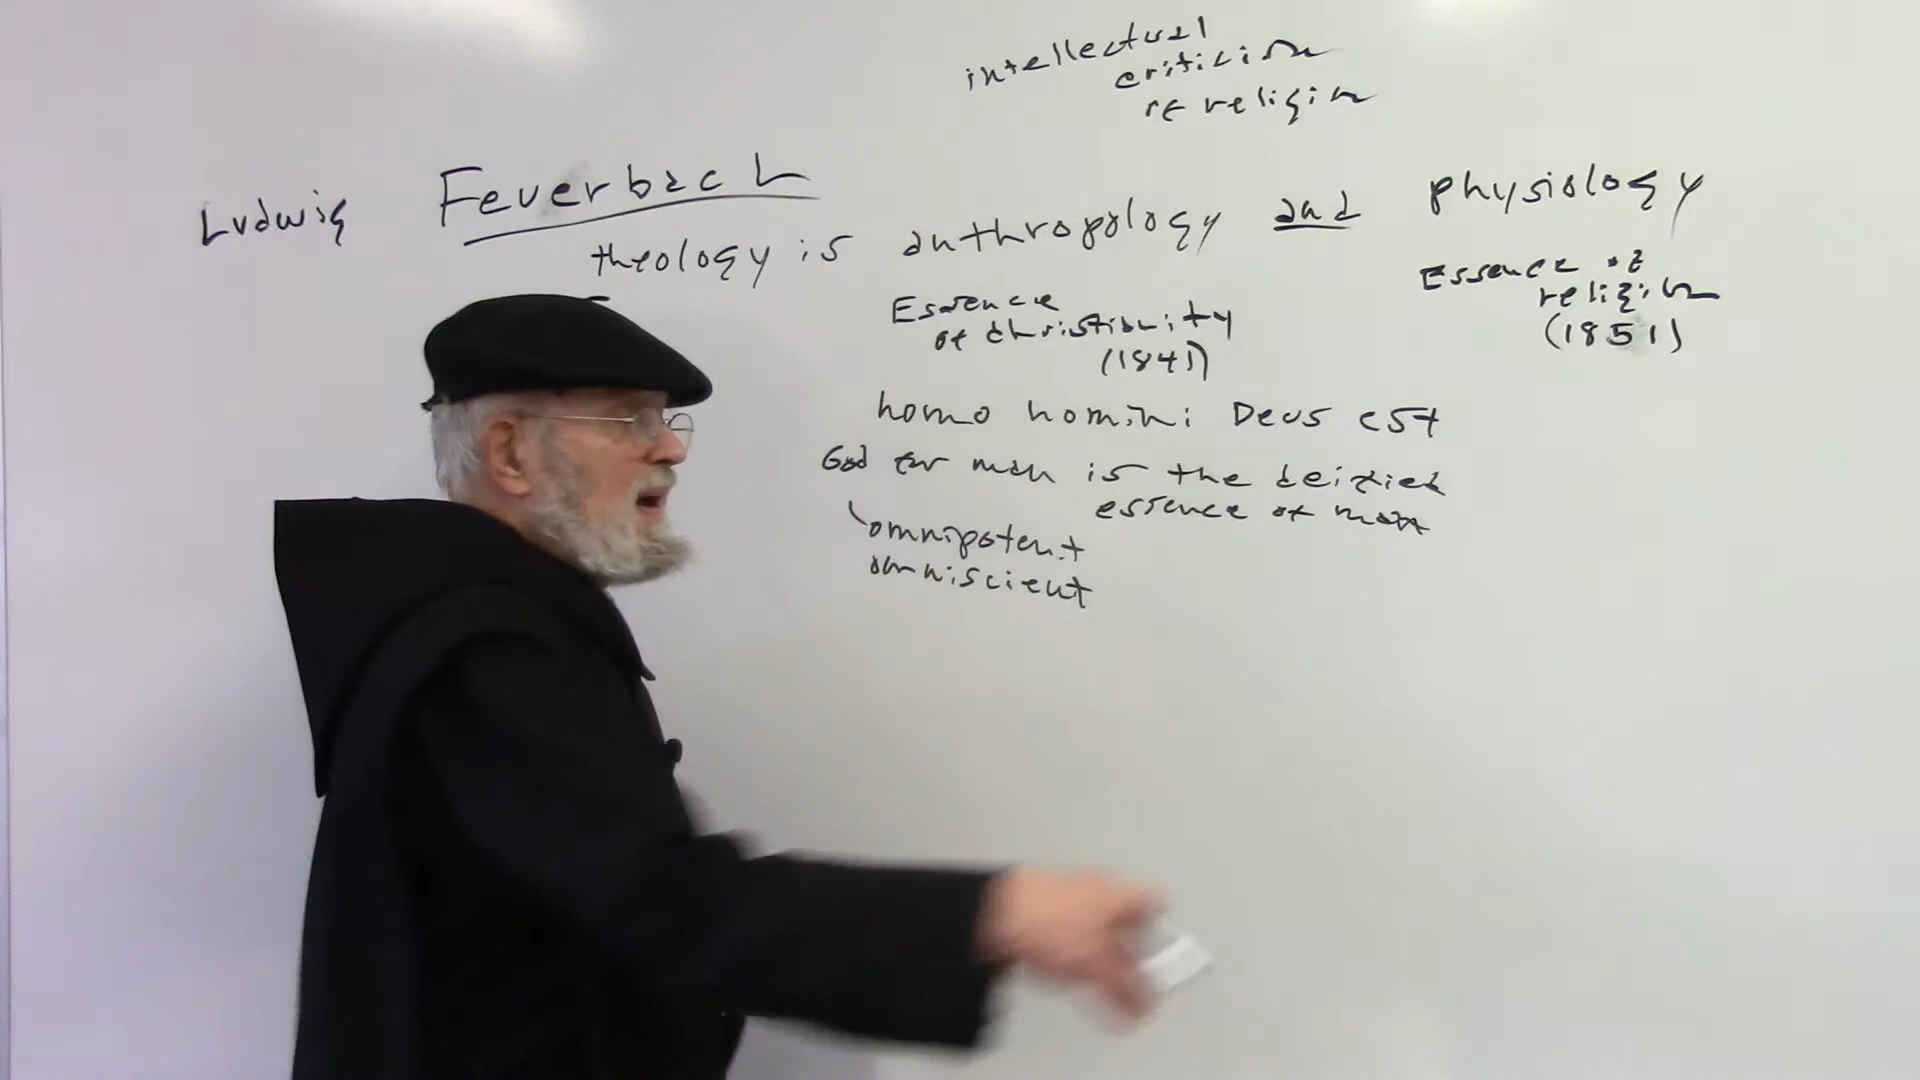 intellectual
criticism
re religion
Ludwig Feuerbach
theology is anthropology and physiology
Essence
of Christianity
(1841)
Essence of
religion
(1851)
homo homini Deus est
God for man is the deified
essence of man
omnipotent
omniscient